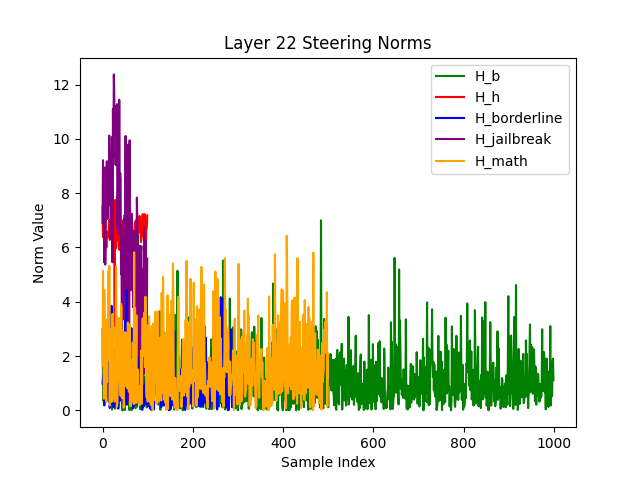 Layer 22 Steering Norms
H_b
H_h
H_borderline
H_jailbreak
H_math
Norm Value
12
10
8
6
4
2
0
0
200
400
600
800
1000
Sample Index